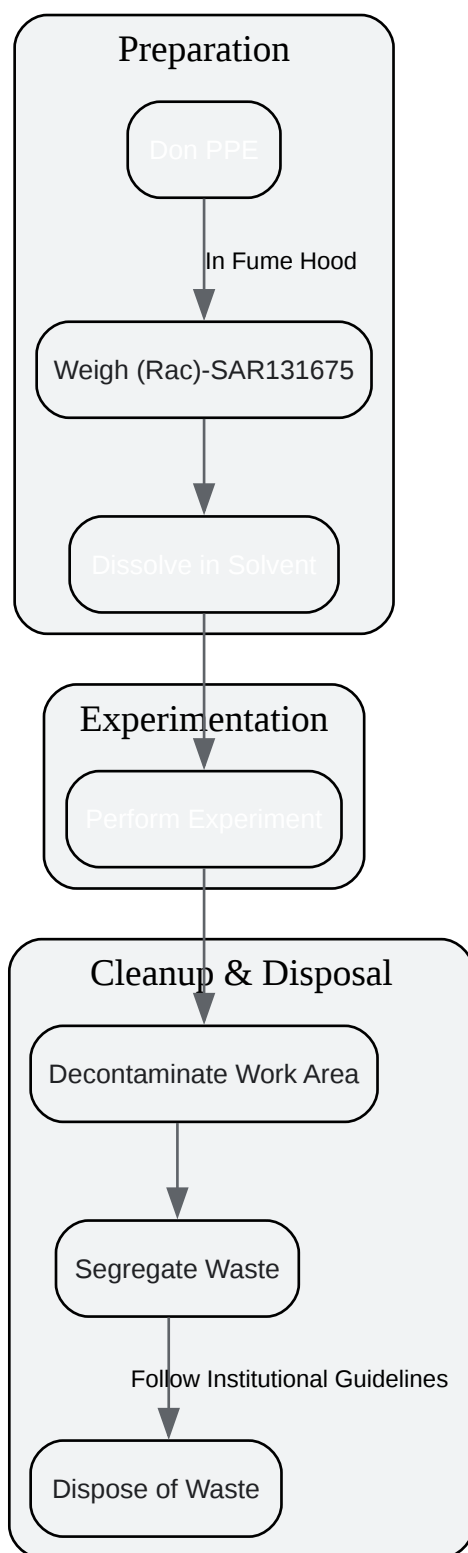 Preparation
Don PPE
In Fume Hood
Weigh (Rac)-SAR131675
Dissolve in Solvent
Experimentation
Perform Experiment
Cleanup & Disposal
Decontaminate Work Area
Segregate Waste
Follow Institutional Guidelines
Dispose of Waste